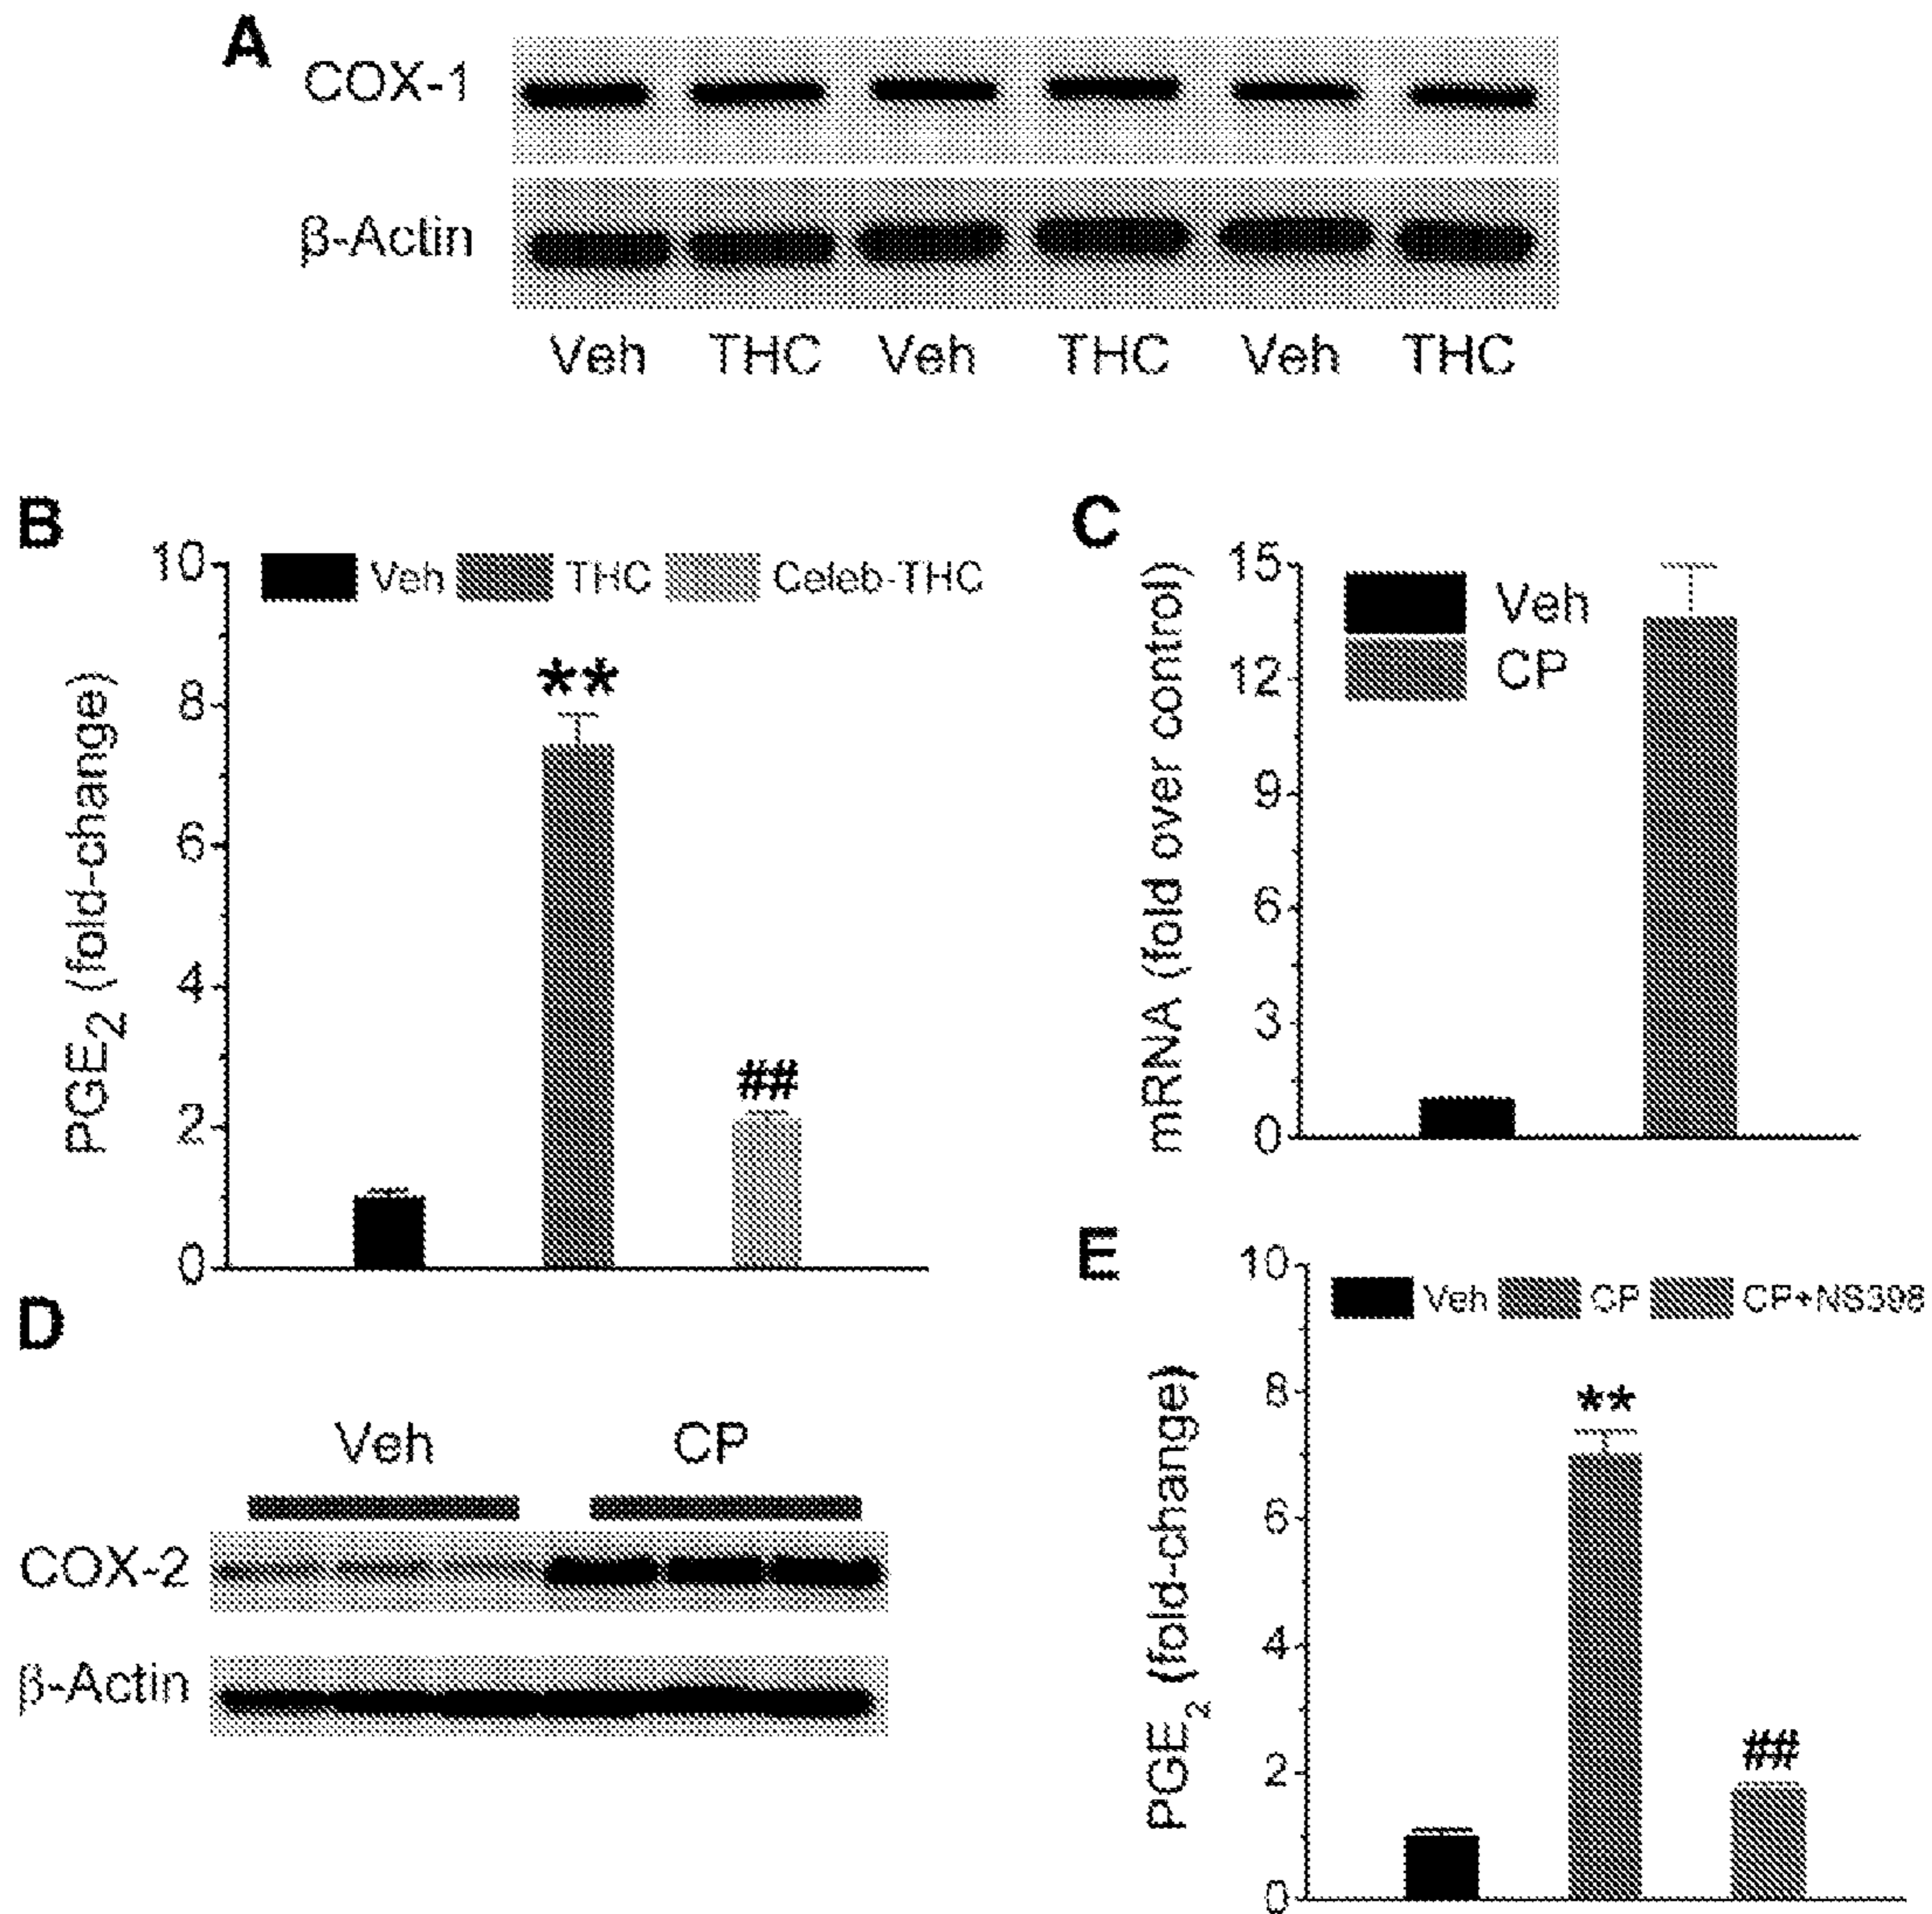 A
COX-1
β-Actin
Veh THC Veh THC Veh THC
B
10
8
6
4
2
0
PGE2 (fold-change)
Veh THC Celeb-THC
**
##
C
15
12
9
6
3
0
mRNA (fold over control)
Veh
CP
D
Veh CP
COX-2
β-Actin
E
10
8
6
4
2
0
PGE2 (fold-change)
Veh CP CP+NS398
**
##